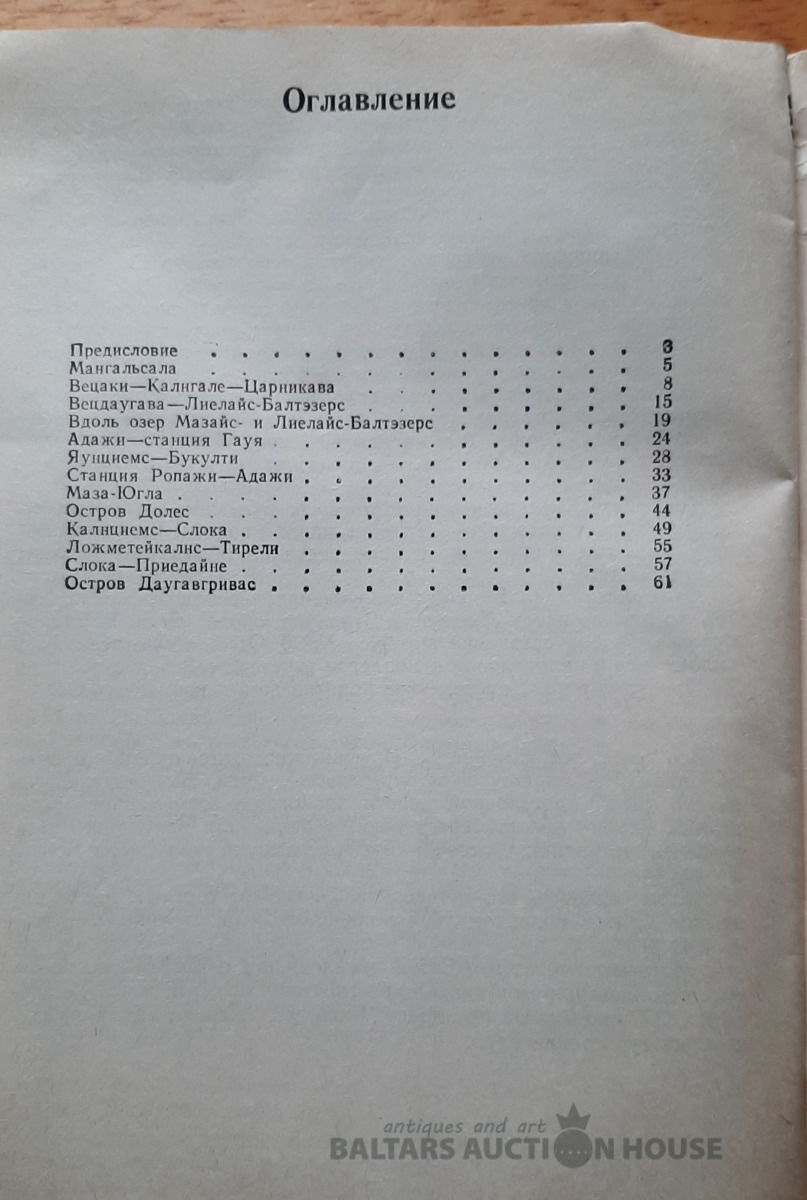 Оглавление
Предисловие . . . . . . . . . . . . . . 3
Мангальсала . . . . . . . . . . . . . . 5
Вецаки—Калнгале—Царникава . . . . . . . . . 8
Вецдаугава—Лиелайс-Балтэзерс . . . . . . . . . 15
Вдоль озер Мазайс- и Лиелайс-Балтэзерс . . . . . . 19
Адажи—станция Гауя . . . . . . . . . . . . 24
Яунциемс—Букулти . . . . . . . . . . . . 28
Станция Ропажи—Адажи . . . . . . . . . . . 33
Маза-Югла . . . . . . . . . . . . . . . 37
Остров Долес . . . . . . . . . . . . . . 44
Калнциемс—Слока . . . . . . . . . . . . . 49
Ложметейкалнс—Тирели . . . . . . . . . . . 55
Слока—Приедайне . . . . . . . . . . . . . 57
Остров Даугавгривас . . . . . . . . . . . . 61
antiques and art
BALTARS AUCTION HOUSE